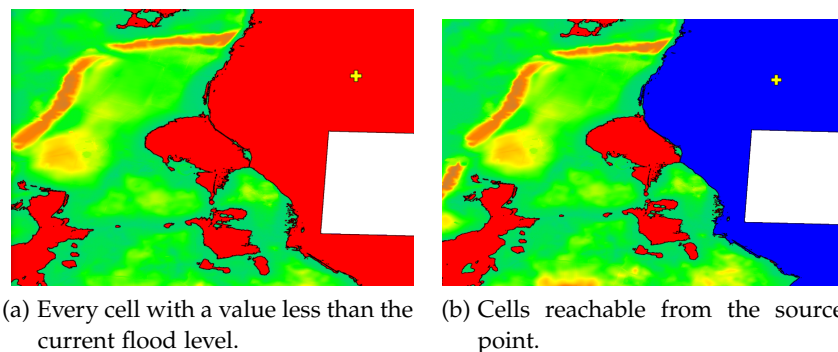 (a) Every cell with a value less than the
current flood level.
(b) Cells reachable from the source
point.